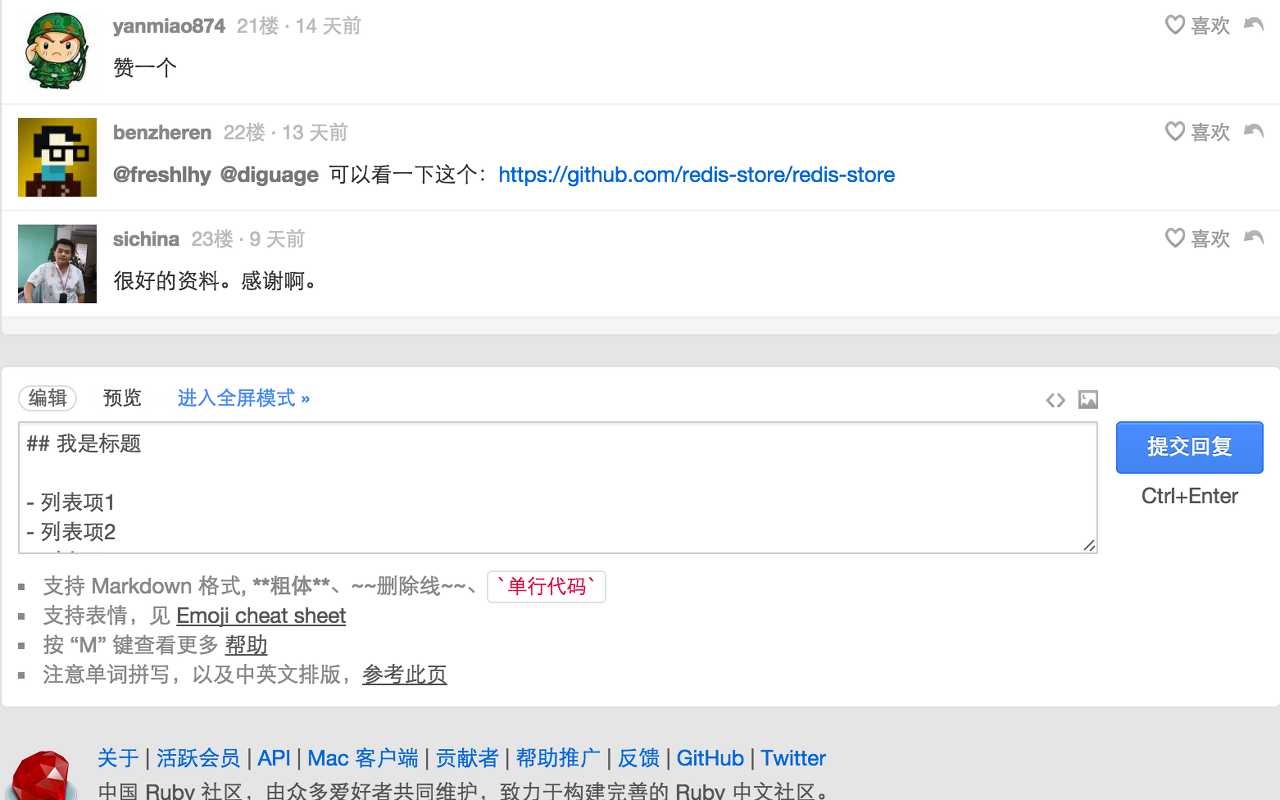 yanmiao874 21楼 · 14 天前 喜欢
赞一个
benzheren 22楼 · 13 天前 喜欢
@freshlhy @diguage 可以看一下这个：https://github.com/redis-store/redis-store
sichina 23楼 · 9 天前 喜欢
很好的资料。感谢啊。
编辑 预览 进入全屏模式 »
## 我是标题
提交回复
Ctrl+Enter
- 列表项1
- 列表项2
支持 Markdown 格式, **粗体**、~~删除线~~、`单行代码`
支持表情，见 Emoji cheat sheet
按 “M” 键查看更多 帮助
注意单词拼写，以及中英文排版，参考此页
关于 | 活跃会员 | API | Mac 客户端 | 贡献者 | 帮助推广 | 反馈 | GitHub | Twitter
中国 Ruby 社区，由众多爱好者共同维护，致力于构建完善的 Ruby 中文社区。